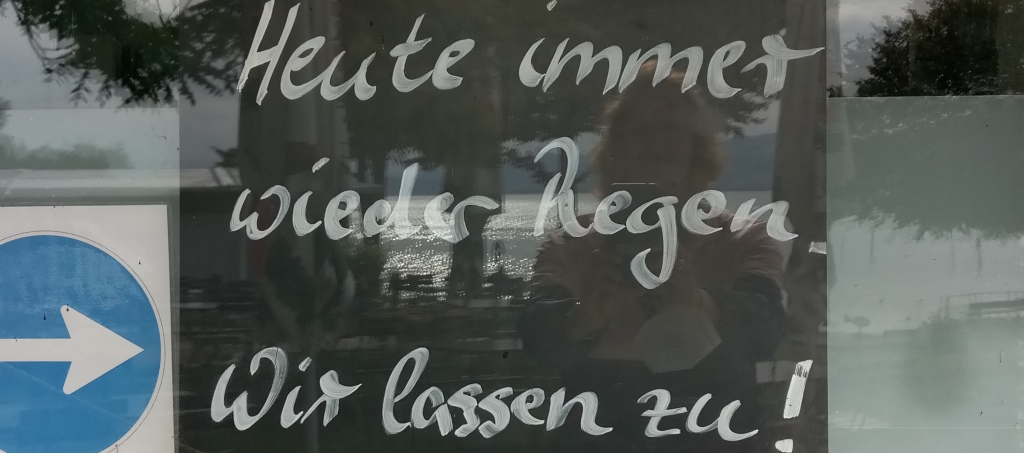 Heute immer
wieder Regen.
Wir lassen zu!